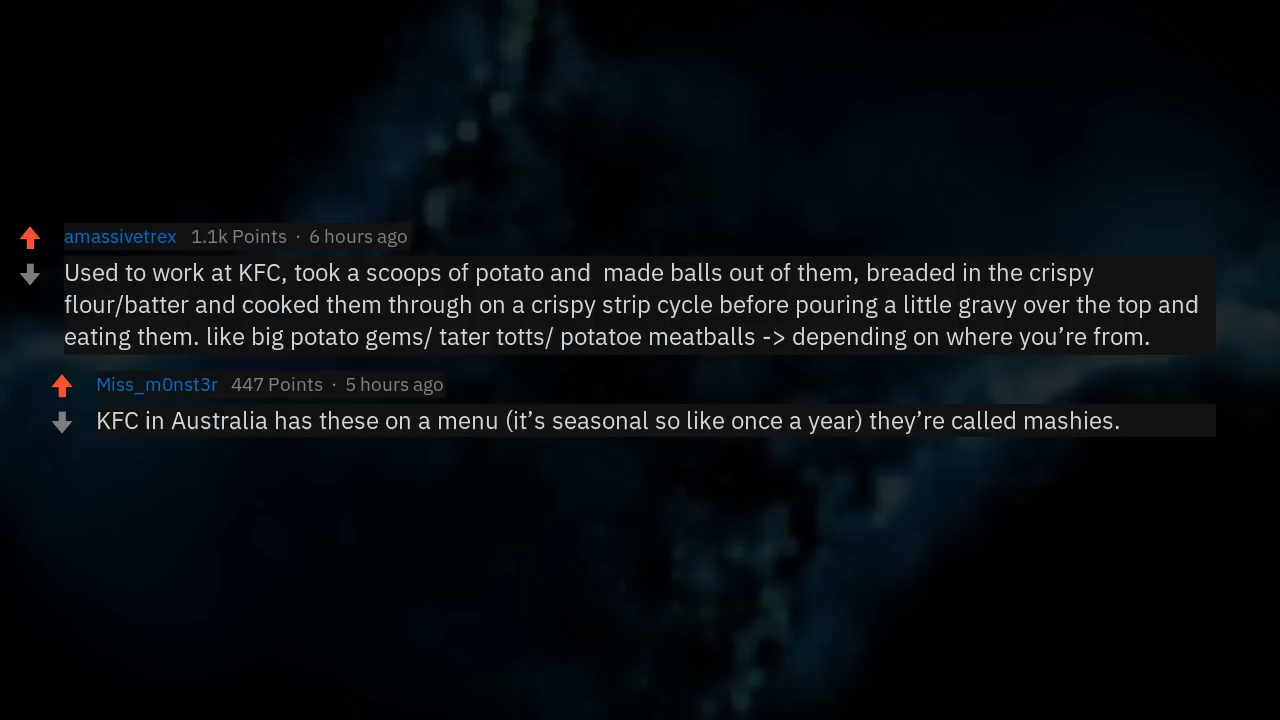 amassivetrex 1.1k Points · 6 hours ago
Used to work at KFC, took a scoops of potato and  made balls out of them, breaded in the crispy
flour/batter and cooked them through on a crispy strip cycle before pouring a little gravy over the top and
eating them. like big potato gems/ tater totts/ potatoe meatballs -> depending on where you’re from.
Miss_m0nst3r 447 Points · 5 hours ago
KFC in Australia has these on a menu (it’s seasonal so like once a year) they’re called mashies.